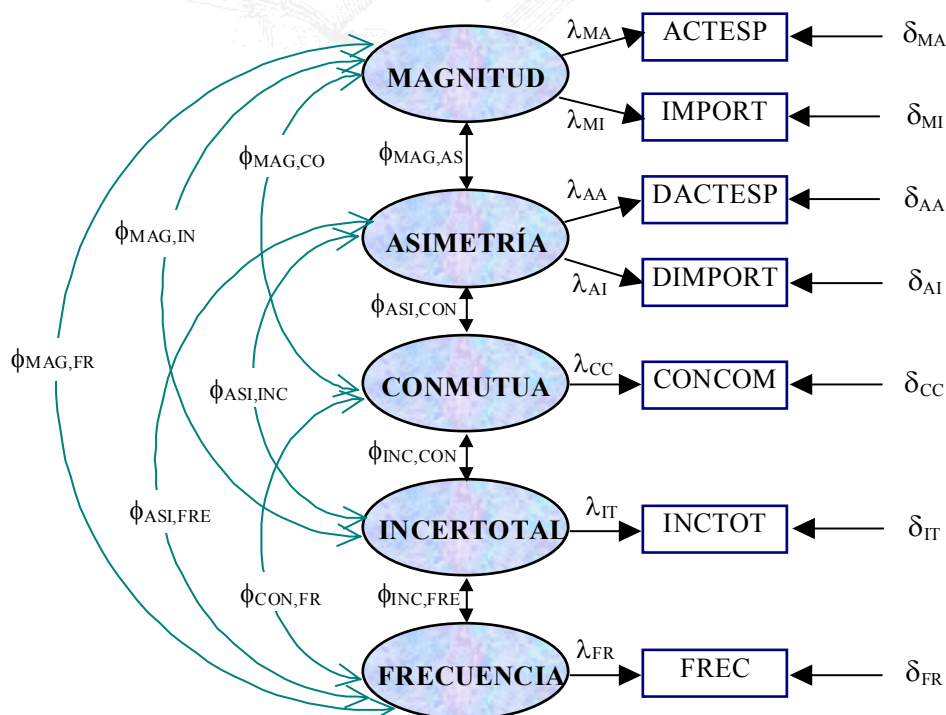 λMA ACTESP δMA
MAGNITUD
λMI IMPORT δMI
ϕMAG,CO ϕMAG,AS
λAA DACTESP δAA
ϕMAG,IN ASIMETRÍA
λAI DIMPORT δAI
ϕASI,CON
ϕMAG,FR λCC
ϕASI,INC CONMUTUA CONCOM δCC
ϕINC,CON
ϕASI,FRE λIT
INCERTOTAL INCTOT δIT
ϕCON,FR ϕINC,FRE
λFR
FRECUENCIA FREC δFR